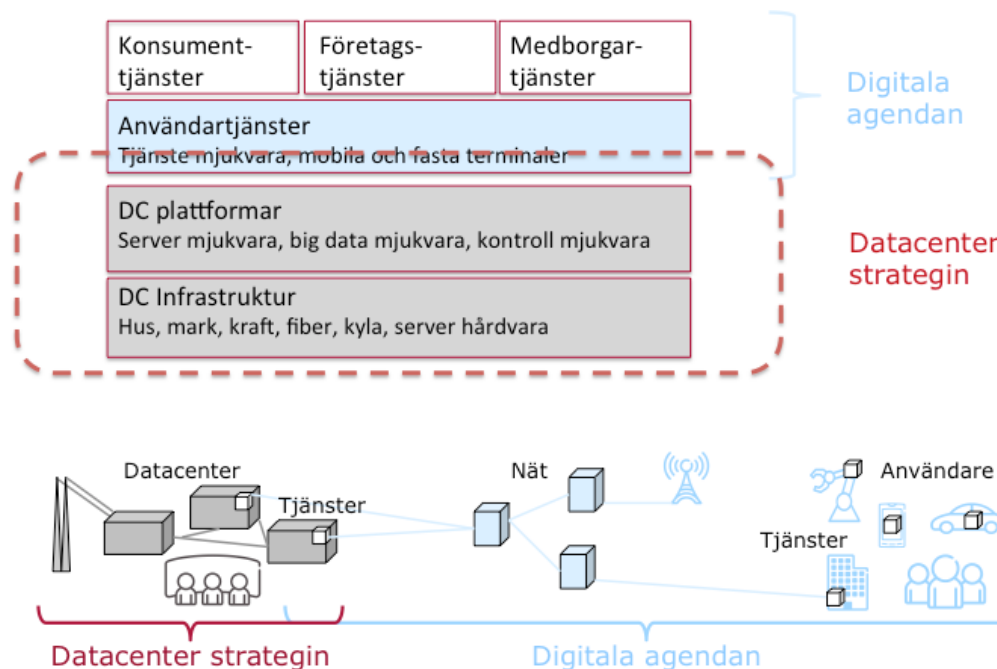 Konsument-
tjänster
Företags-
tjänster
Medborgar-
tjänster
Digitala
agendan
Användartjänster
Tjänste mjukvara, mobila och fasta terminaler
DC plattformar
Server mjukvara, big data mjukvara, kontroll mjukvara
Datacenter
strategin
DC Infrastruktur
Hus, mark, kraft, fiber, kyla, server hårdvara
Datacenter
Nät
Användare
Tjänster
Tjänster
Datacenter strategin
Digitala agendan